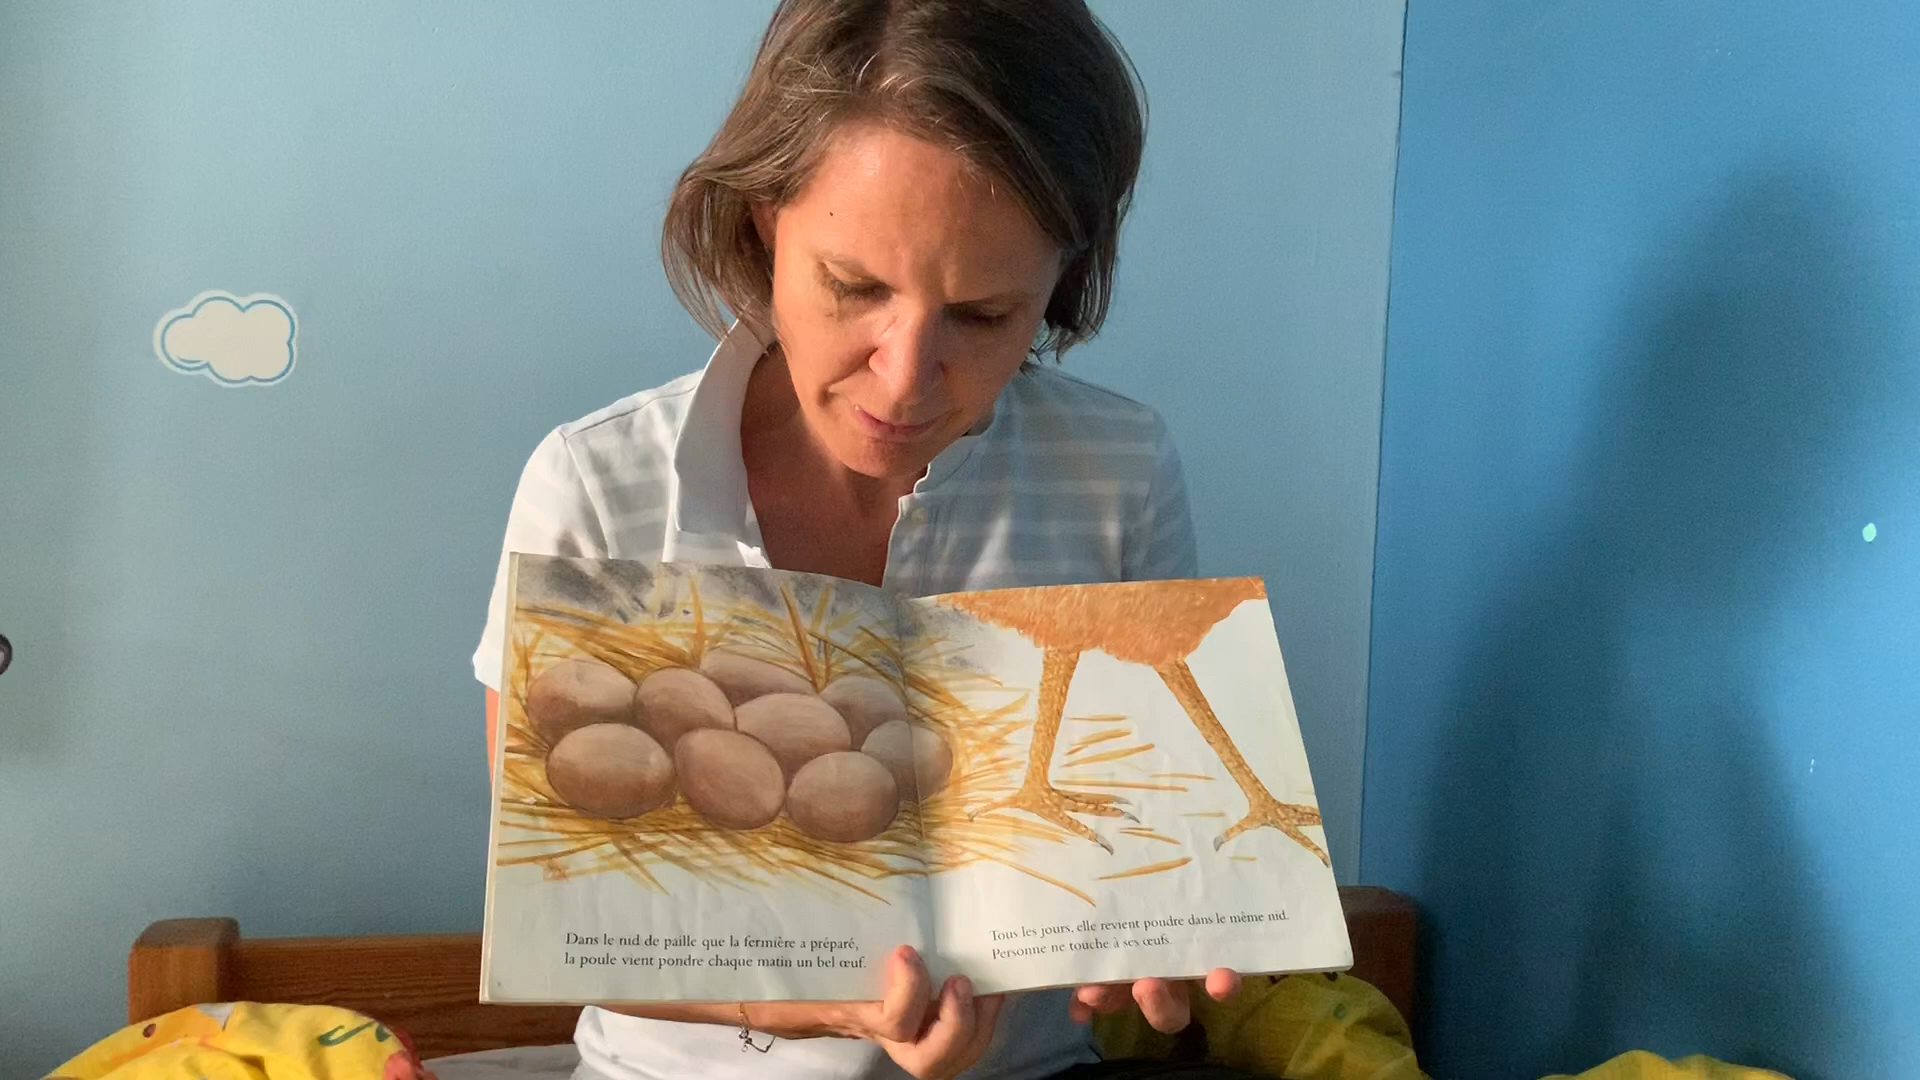 Dans le nid de paille que la fermière a préparé,
la poule vient pondre chaque matin un bel œuf.
Tous les jours, elle revient poudre dans le même nid.
Personne ne touche à ses œufs.